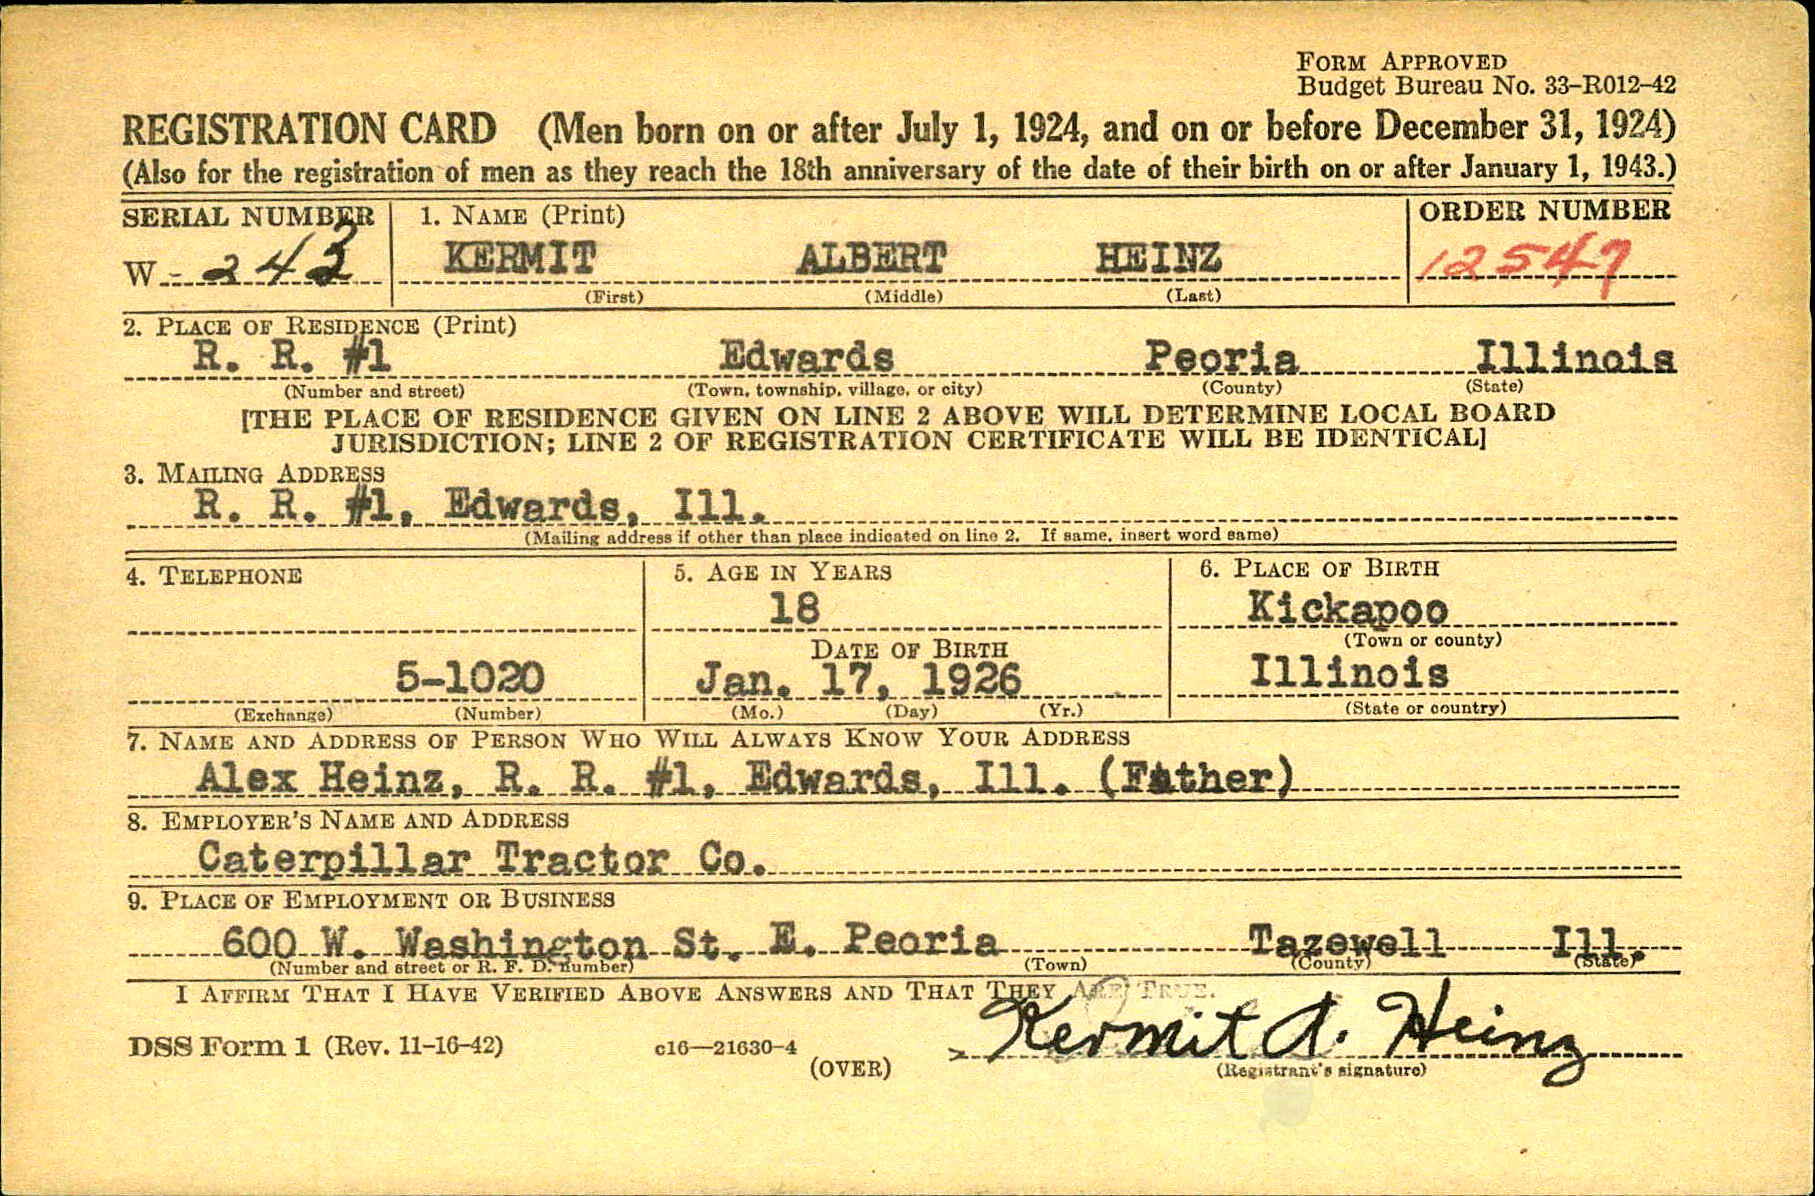 FORM APPROVED
Budget Bureau No. 33–R012–42
REGISTRATION CARD (Men born on or after July 1, 1924, and on or before December 31, 1924)
(Also for the registration of men as they reach the 18th anniversary of the date of their birth on or after January 1, 1943.)
SERIAL NUMBER 1. NAME (Print) ORDER NUMBER
W - 243 KERMIT ALBERT HEINZ 12547
(First) (Middle) (Last)
2. PLACE OF RESIDENCE (Print)
R. R. #1 Edwards Peoria Illinois
(Number and street) (Town, township, village, or city) (County) (State)
[THE PLACE OF RESIDENCE GIVEN ON LINE 2 ABOVE WILL DETERMINE LOCAL BOARD
JURISDICTION; LINE 2 OF REGISTRATION CERTIFICATE WILL BE IDENTICAL]
3. MAILING ADDRESS
R. R. #1, Edwards, Ill.
(Mailing address if other than place indicated on line 2. If same, insert word same)
4. TELEPHONE 5. AGE IN YEARS 6. PLACE OF BIRTH
18 Kickapoo
(Town or county)
DATE OF BIRTH
5-1020 Jan. 17, 1926 Illinois
(Exchange) (Number) (Mo.) (Day) (Yr.) (State or country)
7. NAME AND ADDRESS OF PERSON WHO WILL ALWAYS KNOW YOUR ADDRESS
Alex Heinz, R. R. #1, Edwards, Ill. (Father)
8. EMPLOYER'S NAME AND ADDRESS
Caterpillar Tractor Co.
9. PLACE OF EMPLOYMENT OR BUSINESS
600 W. Washington St. E. Peoria Tazewell Ill.
(Number and street or R. F. D. number) (Town) (County) (State)
I AFFIRM THAT I HAVE VERIFIED ABOVE ANSWERS AND THAT THEY ARE TRUE.
DSS Form 1 (Rev. 11-16-42) c16—21630-4 Kermit A. Heinz
(OVER) (Registrant's signature)